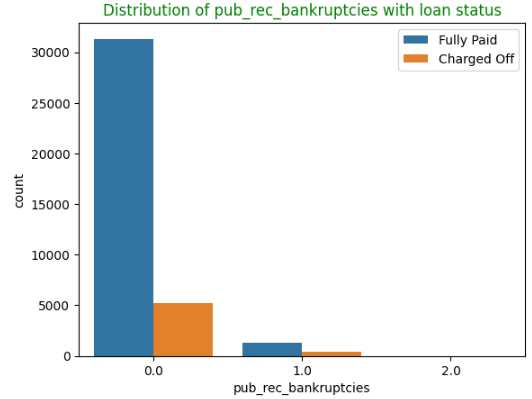 Distribution of pub_rec_bankruptcies with loan status
Fully Paid
Charged Off
30000
25000
20000
15000
10000
5000
0
count
0.0 1.0 2.0
pub_rec_bankruptcies